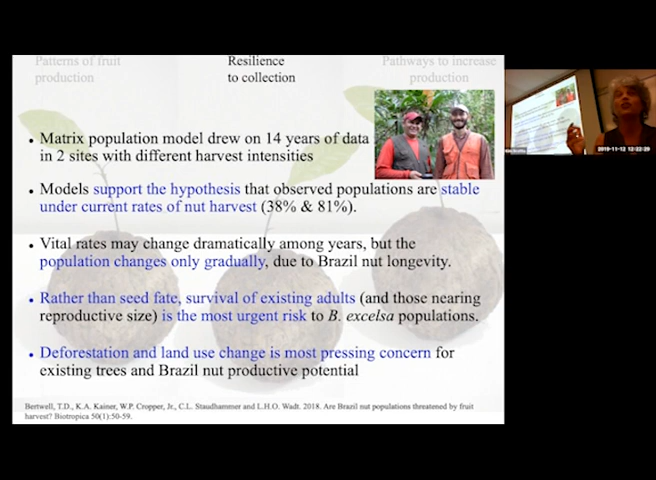 Patterns of fruit
production
Resilience
to collection
Pathways to increase
production
• Matrix population model drew on 14 years of data
in 2 sites with different harvest intensities
• Models support the hypothesis that observed populations are stable
under current rates of nut harvest (38% & 81%).
• Vital rates may change dramatically among years, but the
population changes only gradually, due to Brazil nut longevity.
• Rather than seed fate, survival of existing adults (and those nearing
reproductive size) is the most urgent risk to B. excelsa populations.
• Deforestation and land use change is most pressing concern for
existing trees and Brazil nut productive potential
Bertwell, T.D., K.A. Kainer, W.P. Cropper, Jr., C.L. Staudhammer and L.H.O. Wadt. 2018. Are Brazil nut populations threatened by fruit
harvest? Biotropica 50(1):50-59.
2019-11-12 12:22:29